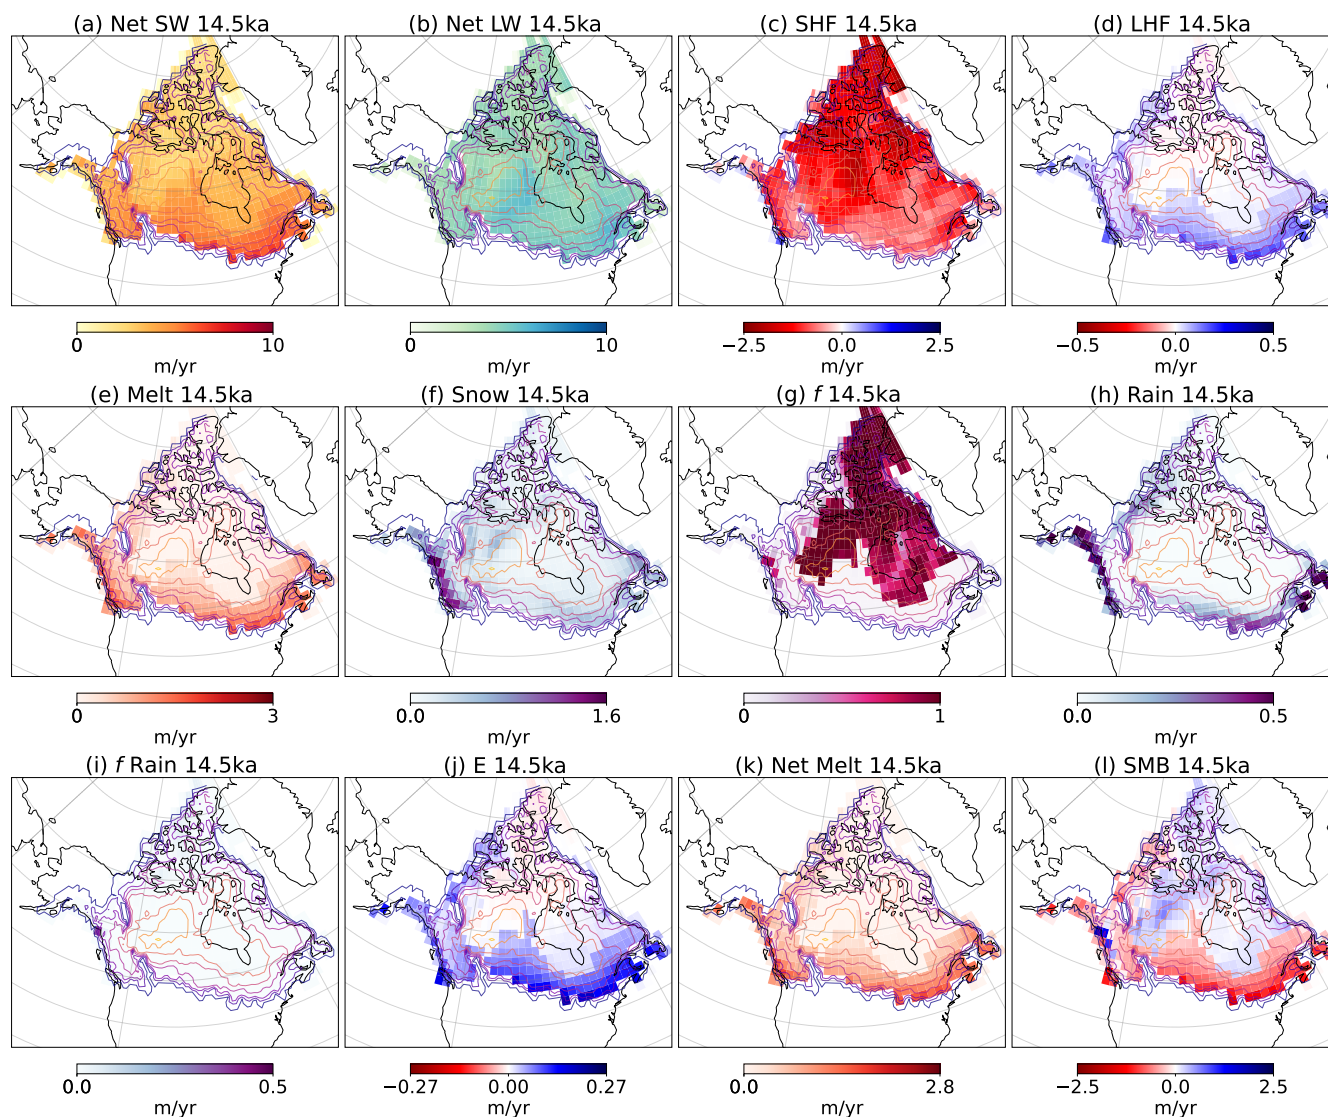 (a) Net SW 14.5ka
(b) Net LW 14.5ka
(c) SHF 14.5ka
(d) LHF 14.5ka
0 10
m/yr
0 10
m/yr
−2.5 0.0 2.5
m/yr
−0.5 0.0 0.5
m/yr
(e) Melt 14.5ka
(f) Snow 14.5ka
(g) f 14.5ka
(h) Rain 14.5ka
0 3
m/yr
0.0 1.6
m/yr
0 1
0.0 0.5
m/yr
(i) f Rain 14.5ka
(j) E 14.5ka
(k) Net Melt 14.5ka
(l) SMB 14.5ka
0.0 0.5
m/yr
−0.27 0.00 0.27
m/yr
0.0 2.8
m/yr
−2.5 0.0 2.5
m/yr